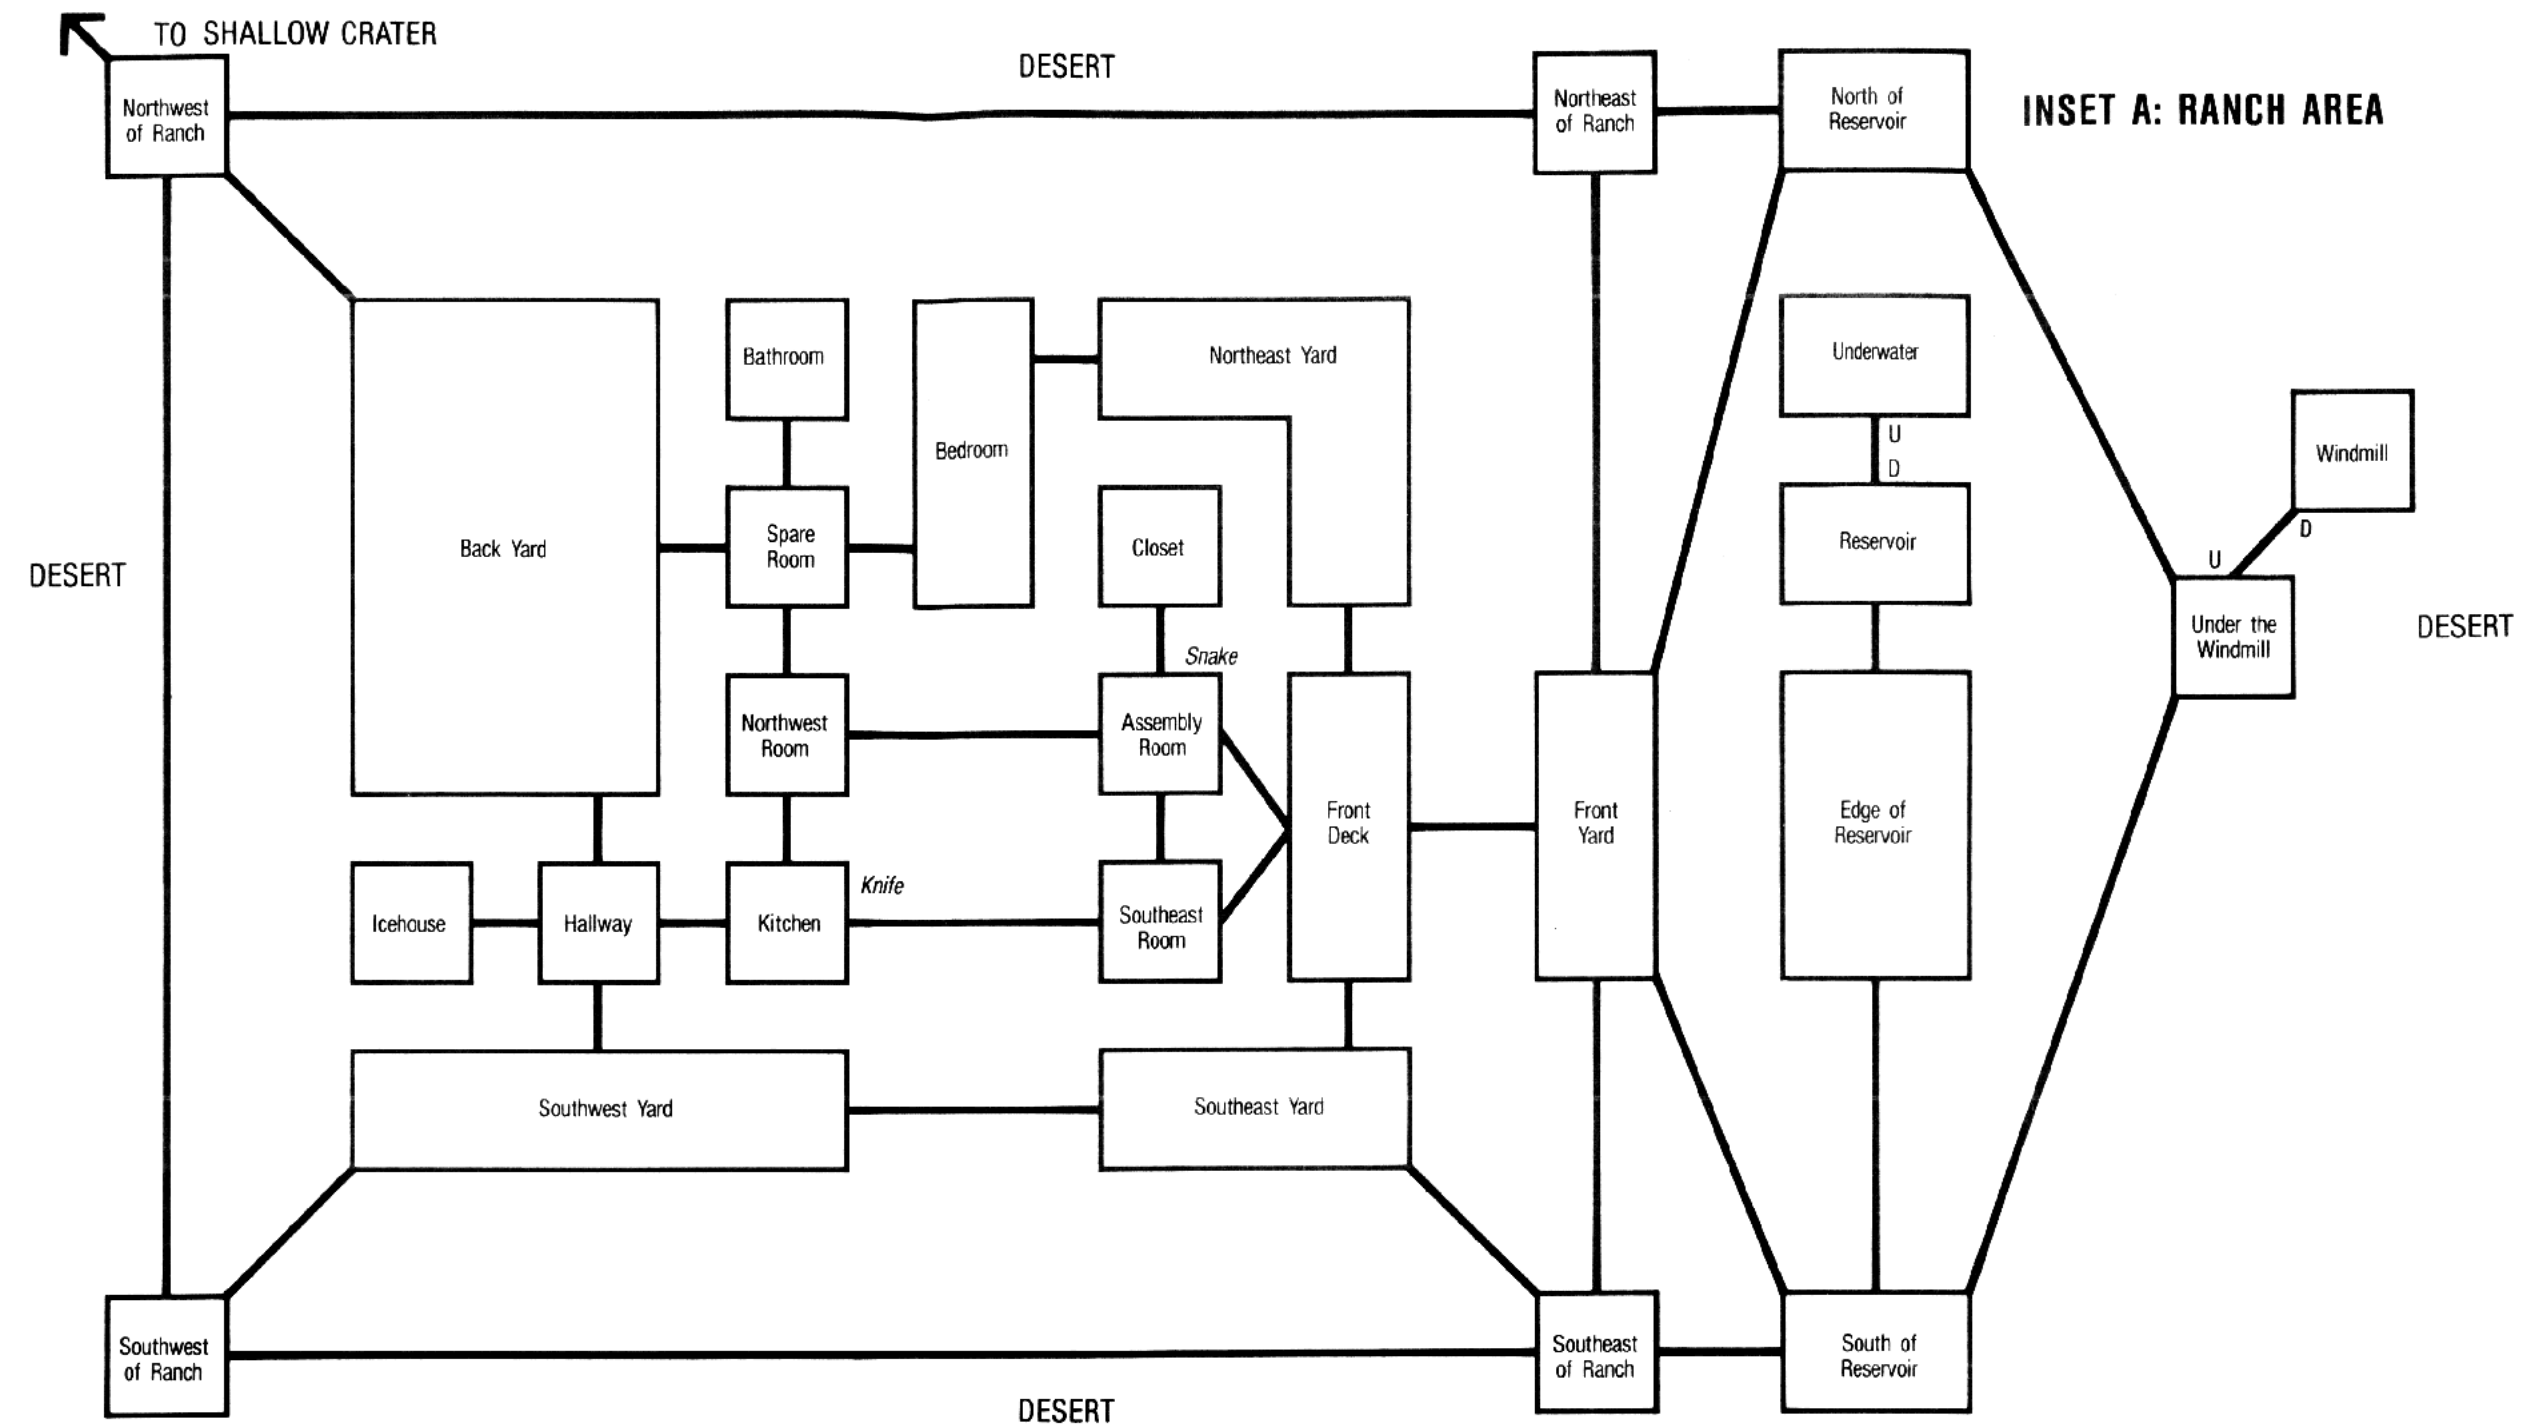 TO SHALLOW CRATER
DESERT
INSET A: RANCH AREA
Northwest
of Ranch
Northeast
of Ranch
North of
Reservoir
Bathroom
Bedroom
Northeast Yard
Underwater
U
D
Windmill
D
U
Back Yard
Spare
Room
Closet
Reservoir
DESERT
Under the
Windmill
DESERT
Snake
Northwest
Room
Assembly
Room
Front
Deck
Front
Yard
Edge of
Reservoir
Knife
Icehouse
Hallway
Kitchen
Southeast
Room
Southwest Yard
Southeast Yard
Southwest
of Ranch
Southeast
of Ranch
South of
Reservoir
DESERT